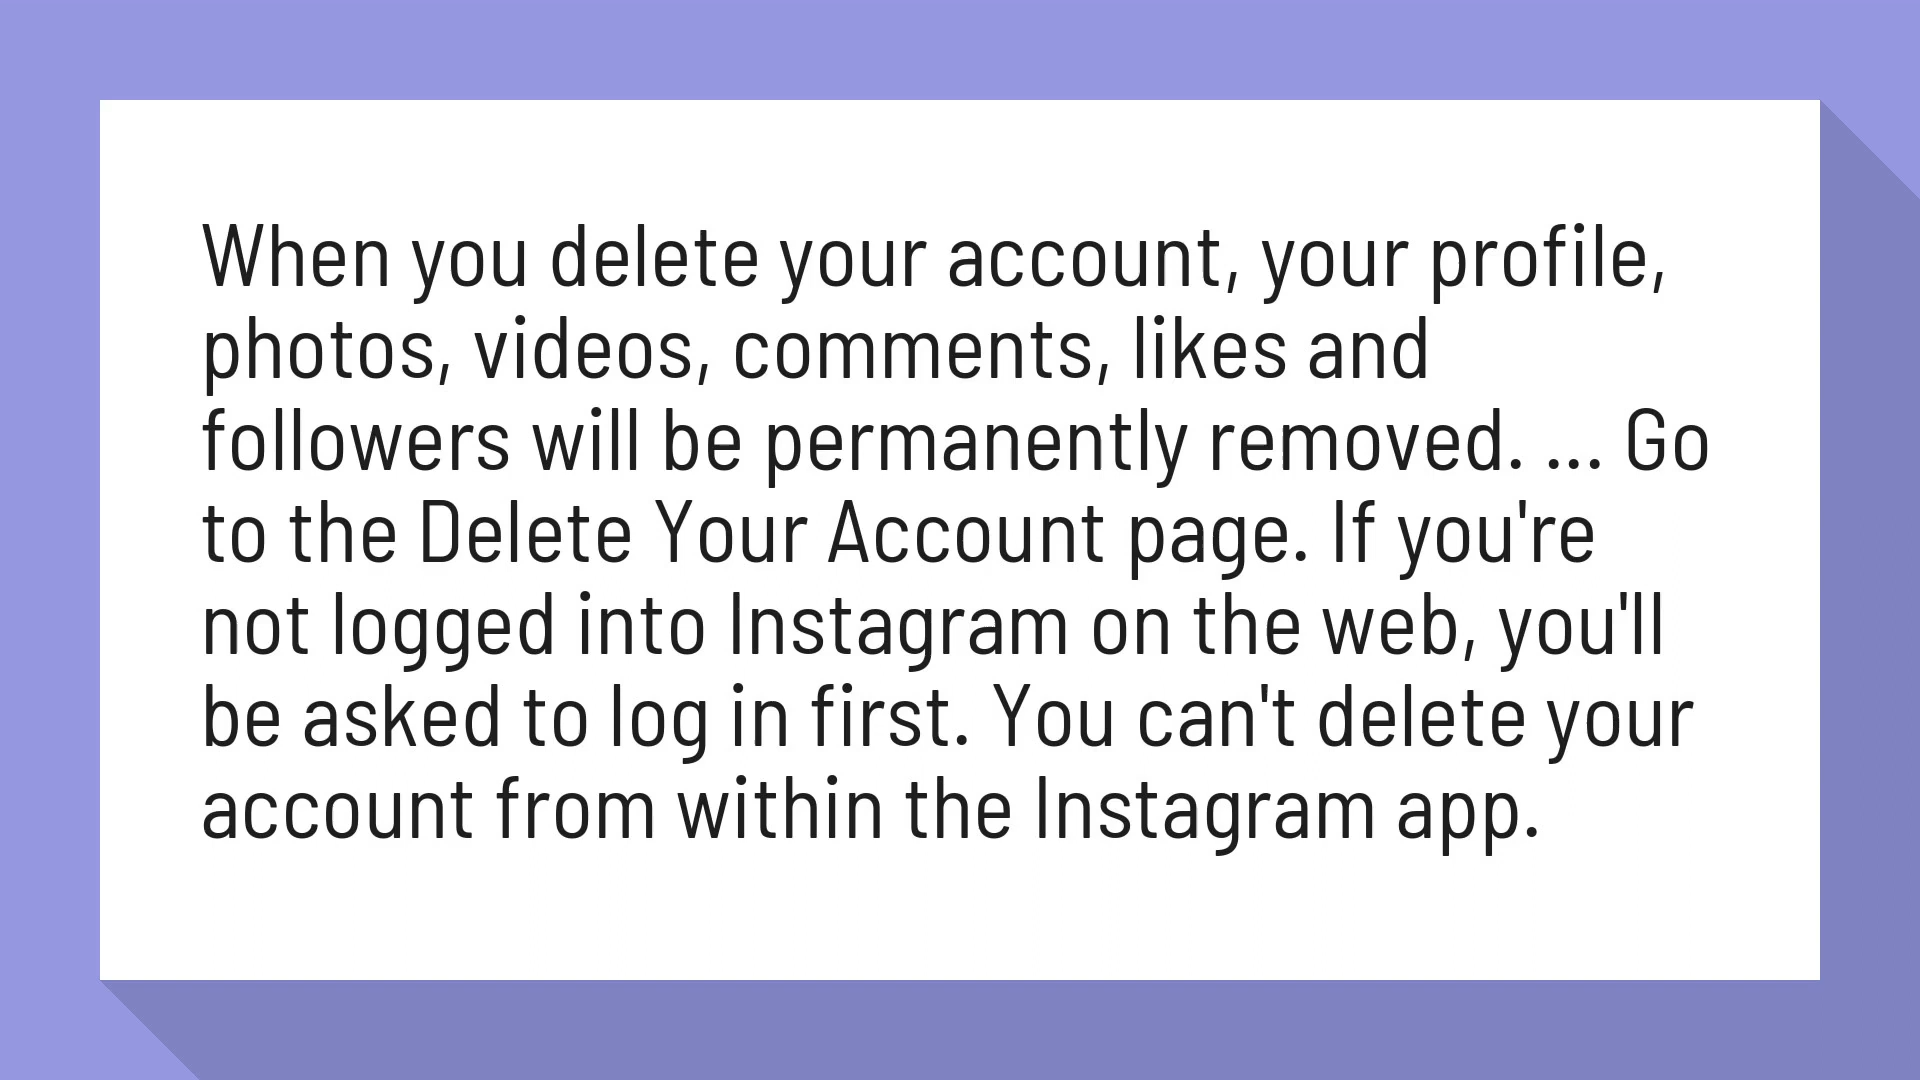 When you delete your account, your profile,
photos, videos, comments, likes and
followers will be permanently removed. ... Go
to the Delete Your Account page. If you're
not logged into Instagram on the web, you'll
be asked to log in first. You can't delete your
account from within the Instagram app.